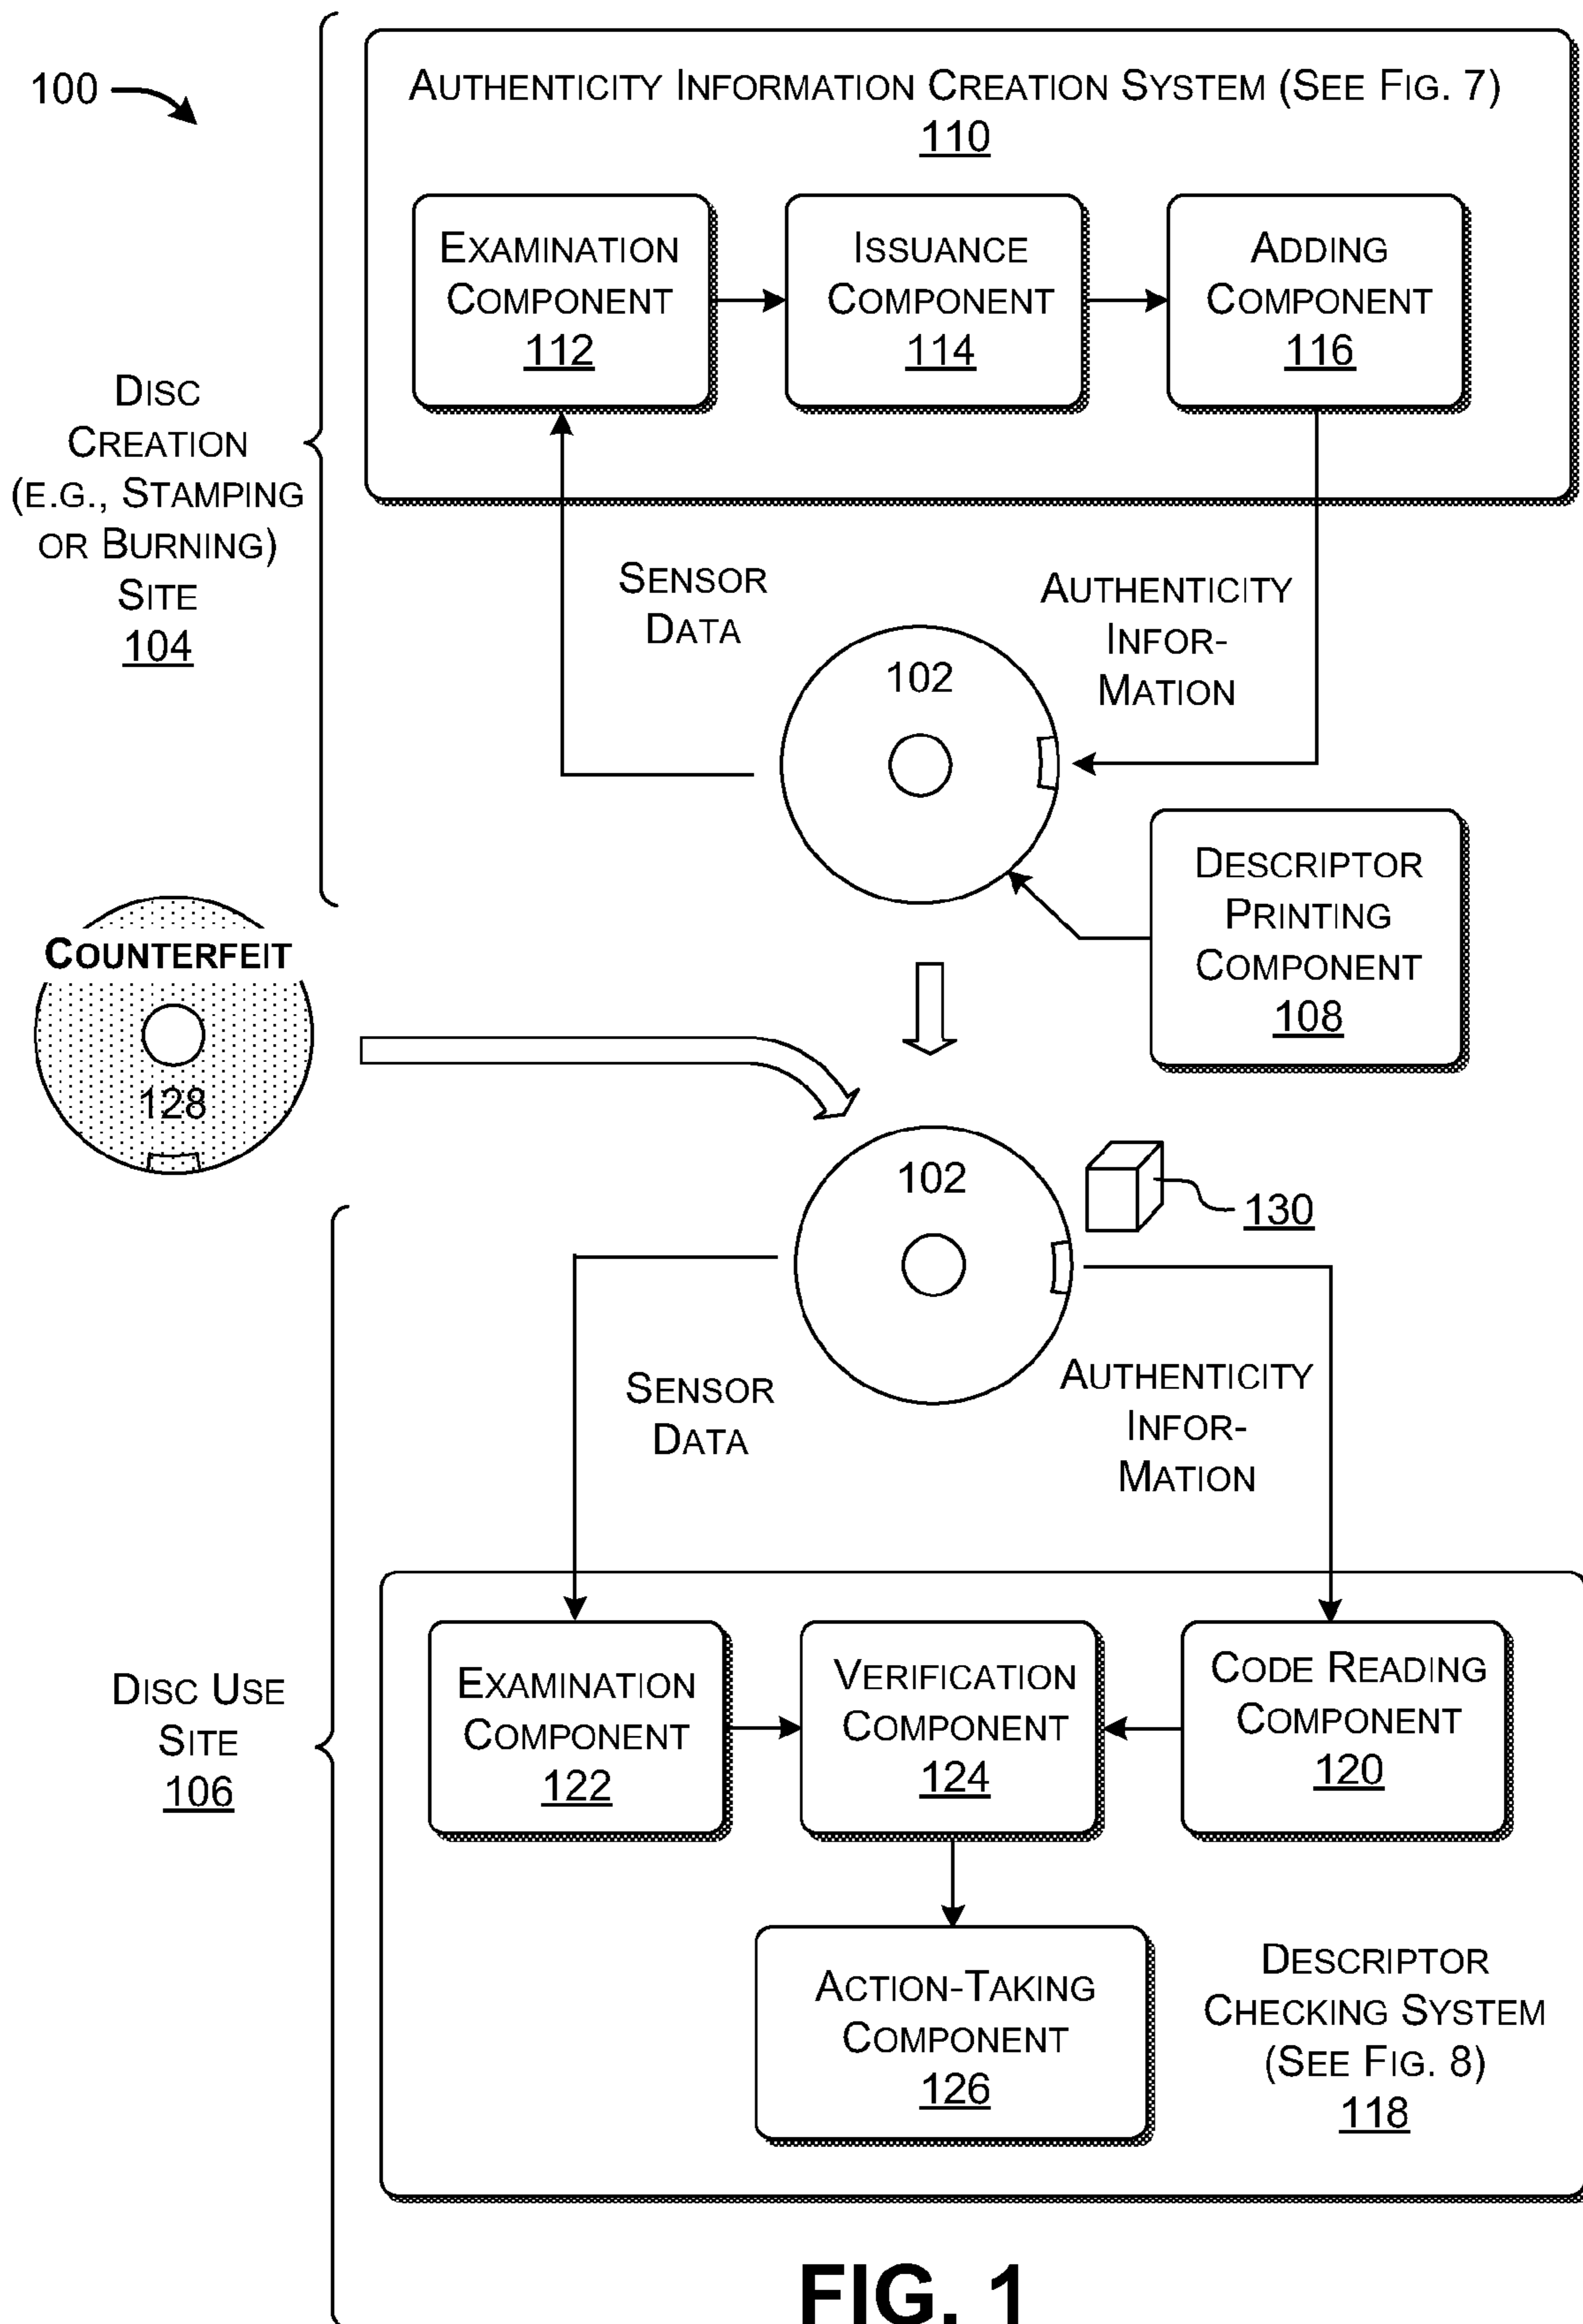 100
AUTHENTICITY INFORMATION CREATION SYSTEM (SEE FIG. 7)
110
EXAMINATION
COMPONENT
112
ISSUANCE
COMPONENT
114
ADDING
COMPONENT
116
DISC
CREATION
(E.G., STAMPING
OR BURNING)
SITE
104
SENSOR
DATA
AUTHENTICITY
INFOR-
MATION
102
DESCRIPTOR
PRINTING
COMPONENT
108
COUNTERFEIT
128
102
130
SENSOR
DATA
AUTHENTICITY
INFOR-
MATION
DISC USE
SITE
106
EXAMINATION
COMPONENT
122
VERIFICATION
COMPONENT
124
CODE READING
COMPONENT
120
ACTION-TAKING
COMPONENT
126
DESCRIPTOR
CHECKING SYSTEM
(SEE FIG. 8)
118
FIG. 1